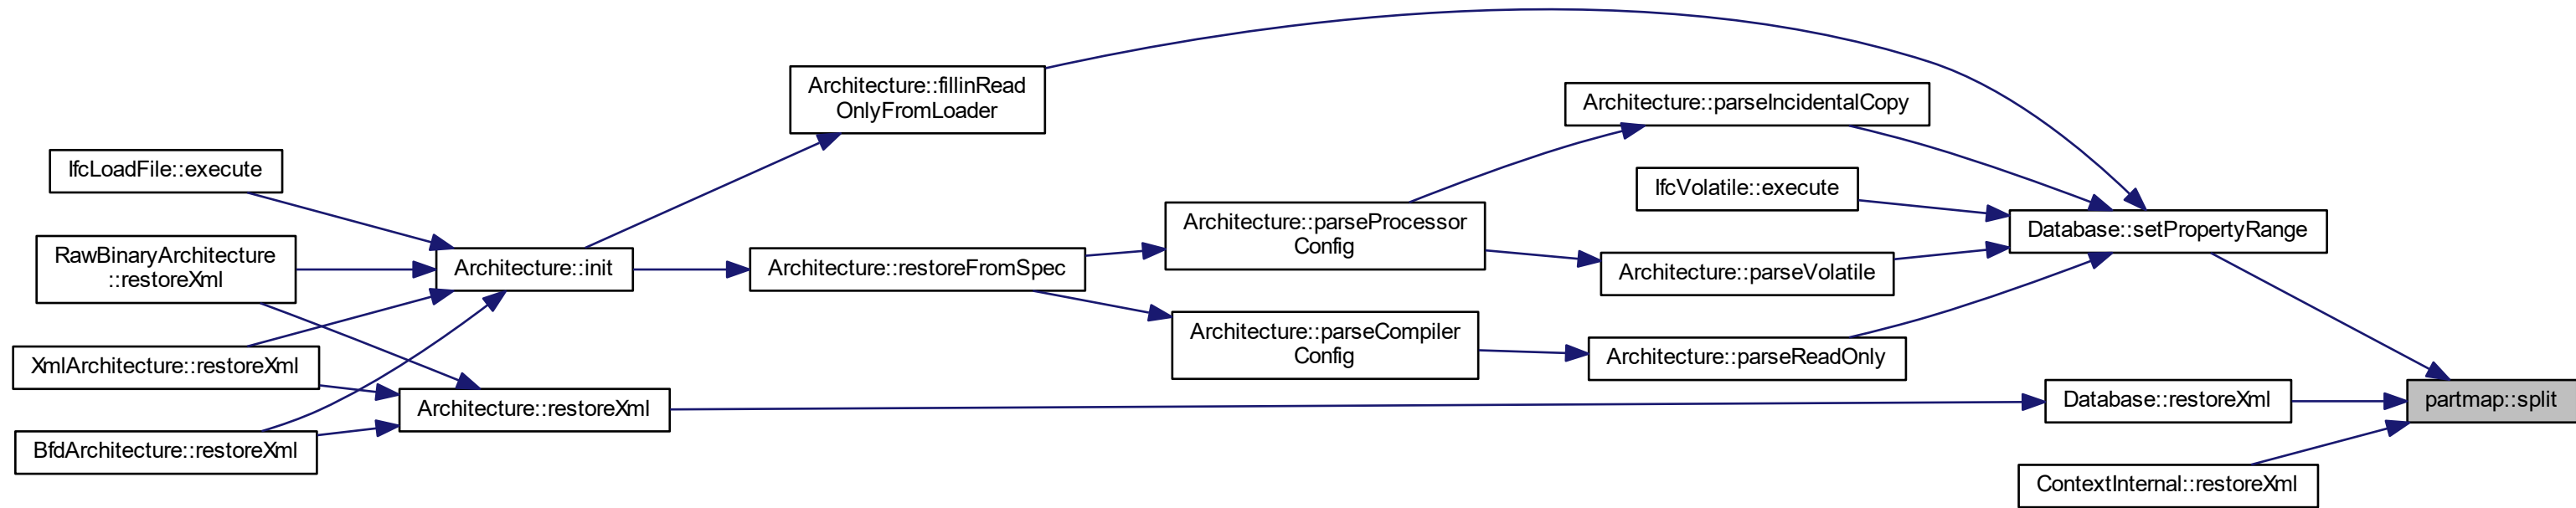 Architecture::fillinRead
OnlyFromLoader
Architecture::parseIncidentalCopy
IfcLoadFile::execute
IfcVolatile::execute
Architecture::parseProcessor
Config
Database::setPropertyRange
RawBinaryArchitecture
::restoreXml
Architecture::init
Architecture::restoreFromSpec
Architecture::parseVolatile
Architecture::parseCompiler
Config
Architecture::parseReadOnly
XmlArchitecture::restoreXml
Architecture::restoreXml
Database::restoreXml
partmap::split
BfdArchitecture::restoreXml
ContextInternal::restoreXml